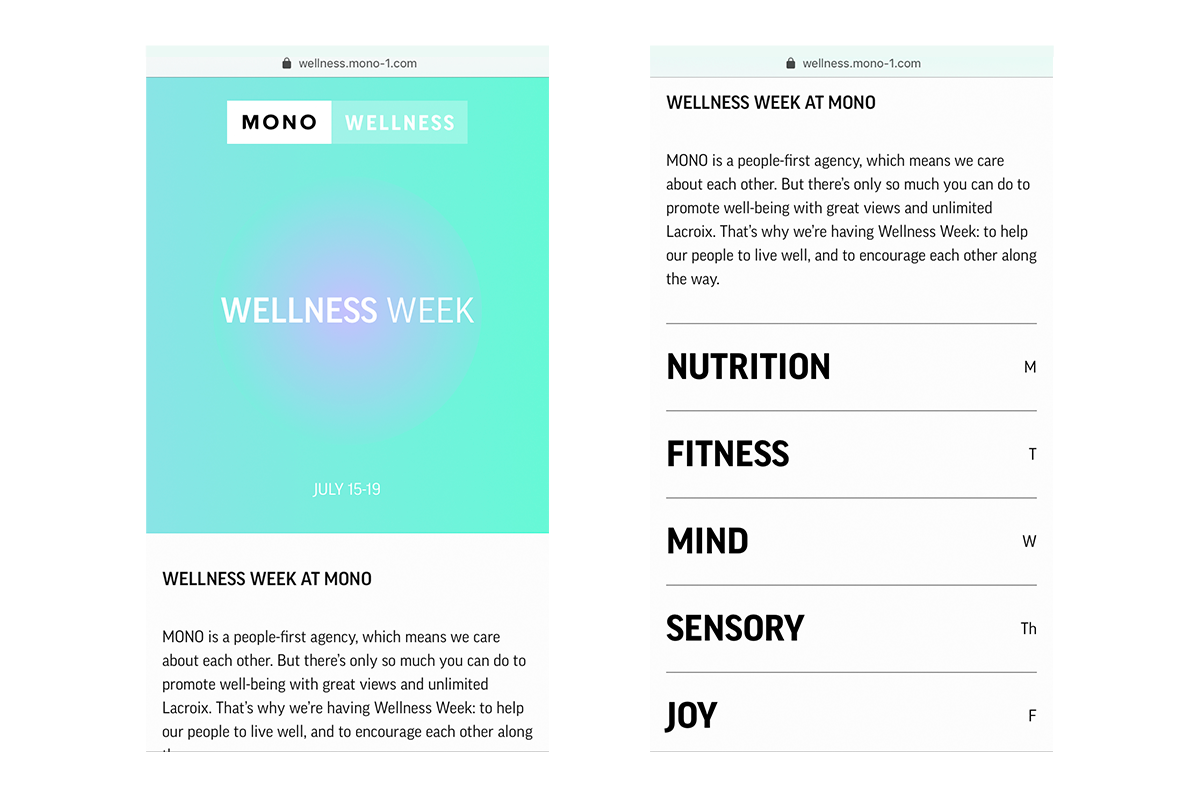 wellness.mono-1.com
MONO WELLNESS
WELLNESS WEEK
JULY 15-19
WELLNESS WEEK AT MONO
MONO is a people-first agency, which means we care
about each other. But there's only so much you can do to
promote well-being with great views and unlimited
Lacroix. That's why we're having Wellness Week: to help
our people to live well, and to encourage each other along
wellness.mono-1.com
WELLNESS WEEK AT MONO
MONO is a people-first agency, which means we care
about each other. But there's only so much you can do to
promote well-being with great views and unlimited
Lacroix. That's why we're having Wellness Week: to help
our people to live well, and to encourage each other along
the way.
NUTRITION M
FITNESS T
MIND W
SENSORY Th
JOY F